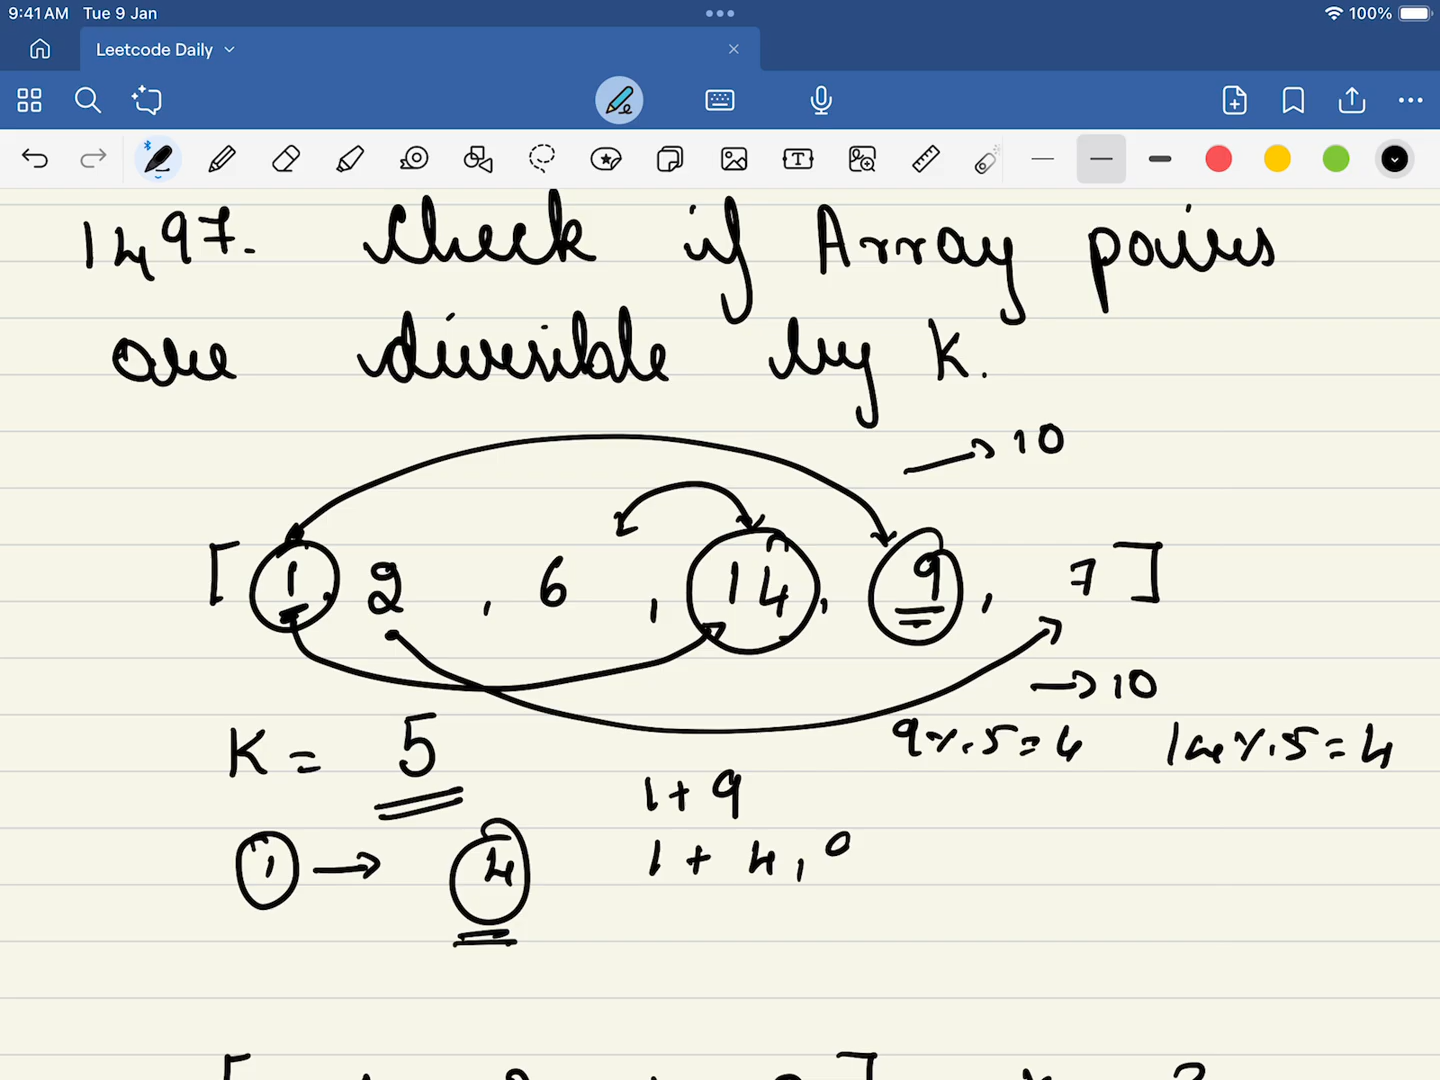 9:41 AM Tue 9 Jan 100%
Leetcode Daily
1497. Check if Array pairs
are divisible by K.
→ 10
[ 1, 2 , 6 , 14, 9 , 7 ]
→ 10
K = 5
9 % 5 = 4 14 % 5 = 4
1 + 9
1 → 4
1 + 4, 9